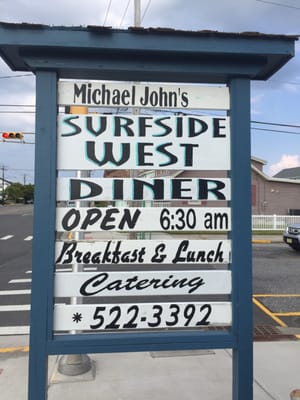 Michael John's
SURFSIDE
WEST
DINER
OPEN 6:30 am
Breakfast & Lunch
Catering
* 522-3392